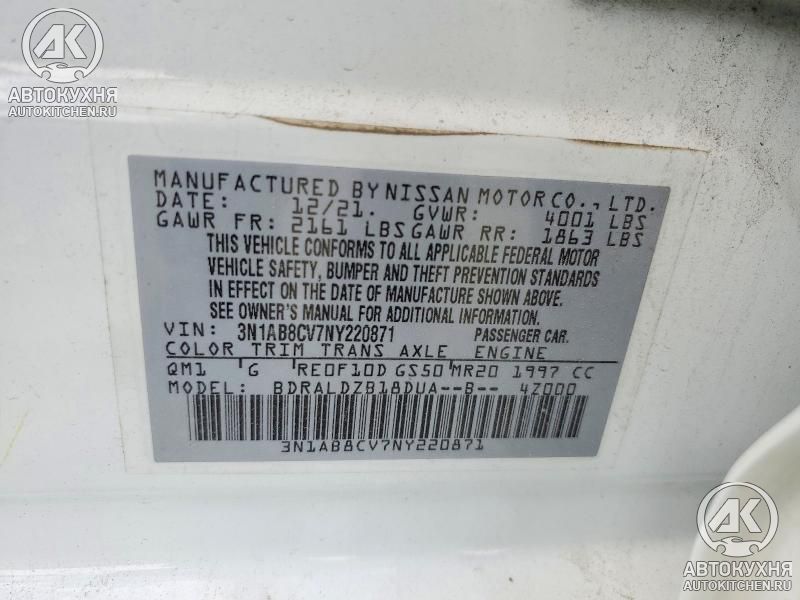 АК
АВТОКУХНЯ
AUTOKITCHEN.RU
MANUFACTURED BY NISSAN MOTOR CO., LTD.
DATE: 12/21. GVWR: 4001 LBS
GAWR FR: 2161 LBS GAWR RR: 1863 LBS
THIS VEHICLE CONFORMS TO ALL APPLICABLE FEDERAL MOTOR
VEHICLE SAFETY, BUMPER AND THEFT PREVENTION STANDARDS
IN EFFECT ON THE DATE OF MANUFACTURE SHOWN ABOVE.
SEE OWNER'S MANUAL FOR ADDITIONAL INFORMATION.
VIN: 3N1AB8CV7NY220871 PASSENGER CAR.
COLOR TRIM TRANS AXLE ENGINE
QM1 G RE0F10D GS50 MR20 1997 CC
MODEL: BDRALDZB18DUA--B-- 4Z000
3N1AB8CV7NY220871
АК
АВТОКУХНЯ
AUTOKITCHEN.RU